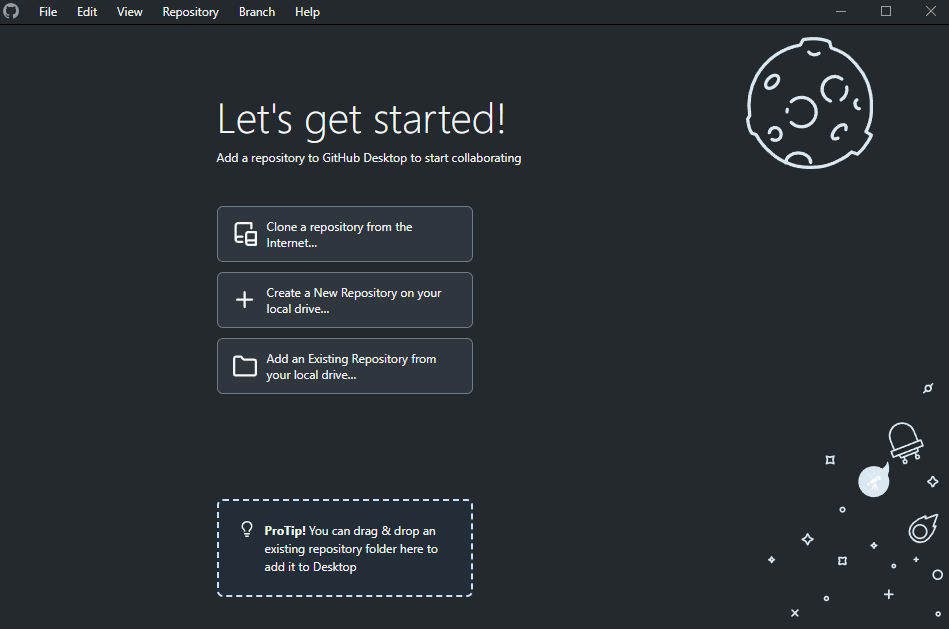 File Edit View Repository Branch Help
Let's get started!
Add a repository to GitHub Desktop to start collaborating
Clone a repository from the
Internet...
Create a New Repository on your
local drive...
Add an Existing Repository from
your local drive...
ProTip! You can drag & drop an
existing repository folder here to
add it to Desktop